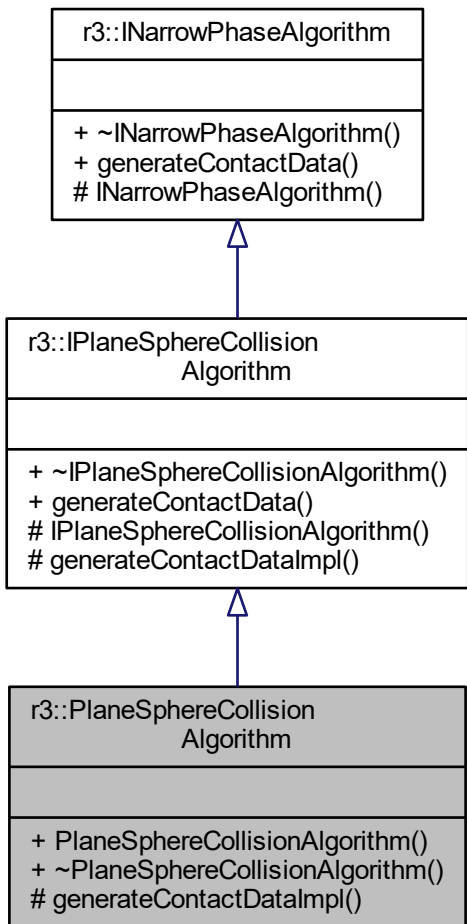 r3::INarrowPhaseAlgorithm
+ ~INarrowPhaseAlgorithm()
+ generateContactData()
# INarrowPhaseAlgorithm()
r3::IPlaneSphereCollision
Algorithm
+ ~IPlaneSphereCollisionAlgorithm()
+ generateContactData()
# IPlaneSphereCollisionAlgorithm()
# generateContactDataImpl()
r3::PlaneSphereCollision
Algorithm
+ PlaneSphereCollisionAlgorithm()
+ ~PlaneSphereCollisionAlgorithm()
# generateContactDataImpl()